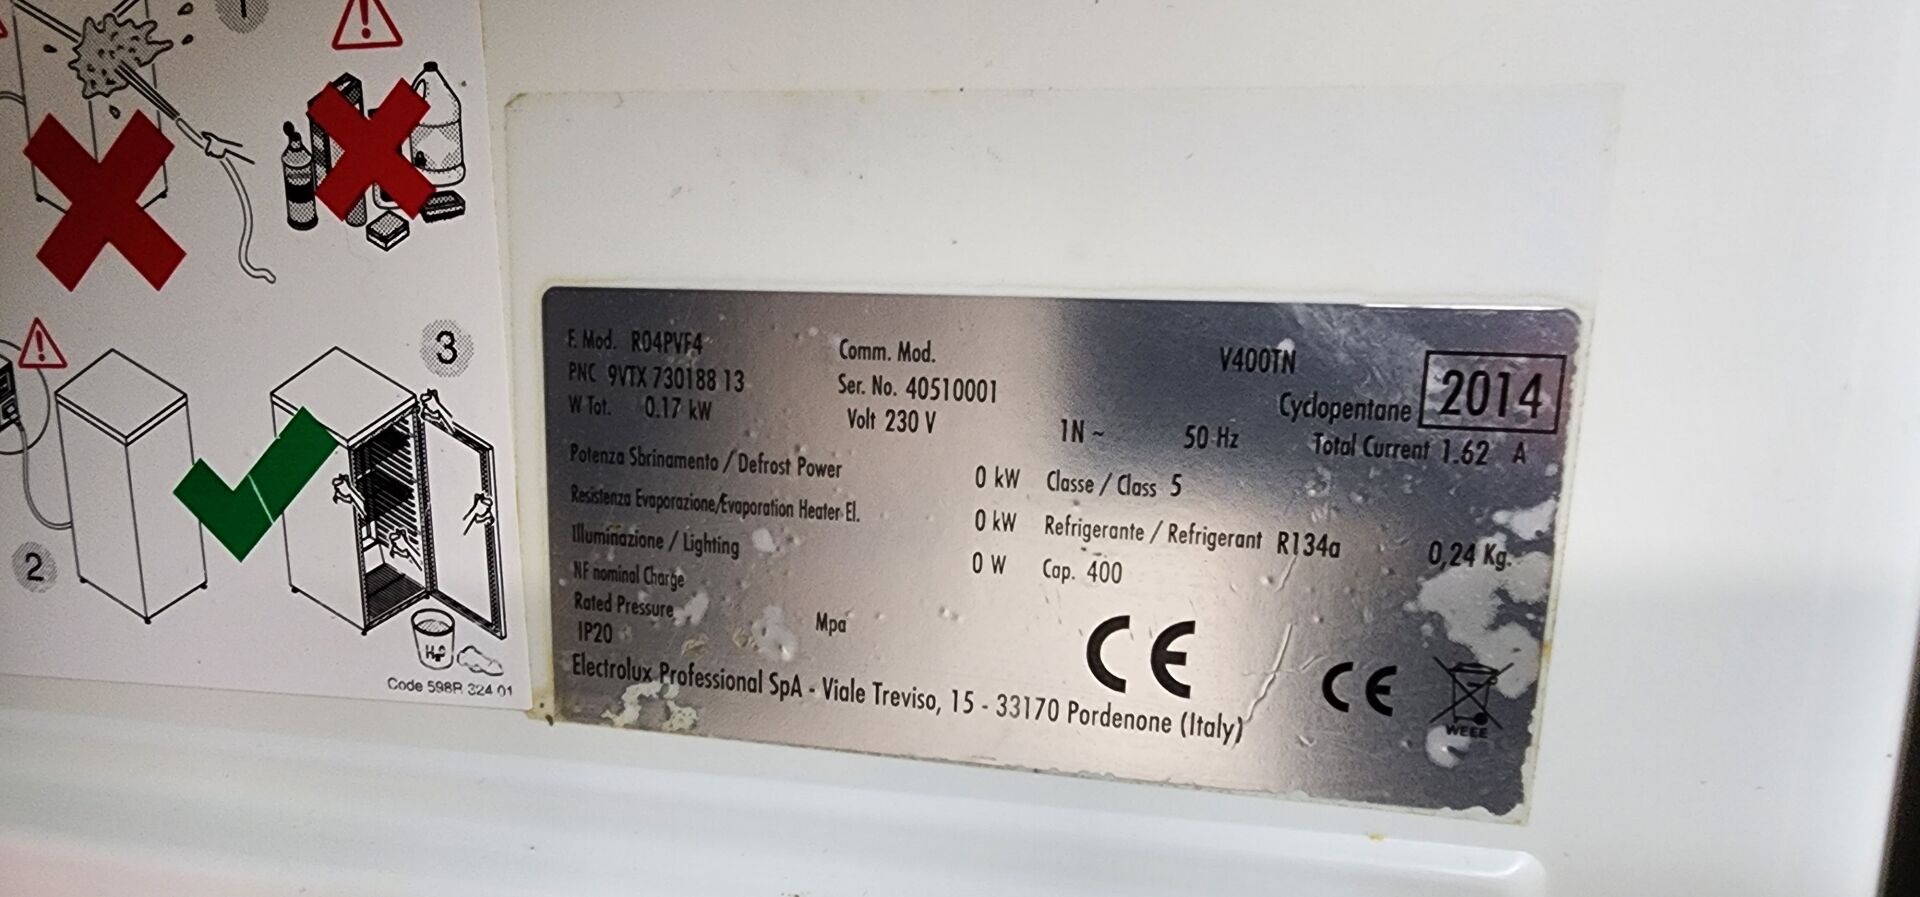 1
2
3
H₂O
Code 598R 324 01
F. Mod. R04PVF4 Comm. Mod. V400TN
PNC 9VTX 730188 13 Ser. No. 40510001 Cyclopentane 2014
W Tot. 0.17 kW Volt 230 V 1N ~ 50 Hz Total Current 1.62 A
Potenza Sbrinamento / Defrost Power 0 kW Classe / Class 5
Resistenza Evaporazione/Evaporation Heater El. 0 kW Refrigerante / Refrigerant R134a 0,24 Kg.
Illuminazione / Lighting 0 W Cap. 400
NF nominal Charge
Rated Pressure Mpa
IP20
CE
CE
WEEE
Electrolux Professional SpA - Viale Treviso, 15 - 33170 Pordenone (Italy)